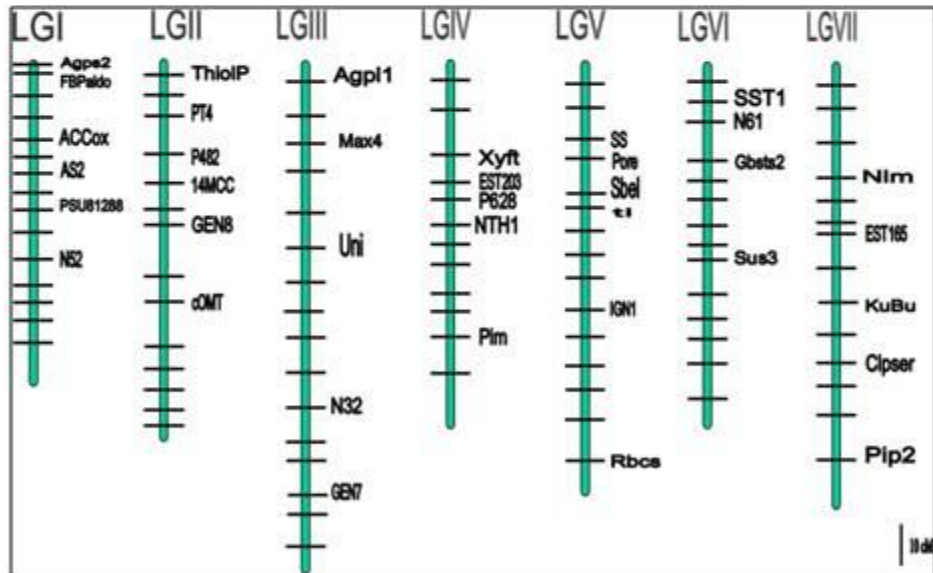 LGI
LGII
LGIII
LGIV
LGV
LGVI
LGVII
Agps2
FBPaldo
ACCox
AS2
PSU81288
N52
ThiolP
PT4
P482
14MCC
GEN8
cOMT
Agpl1
Max4
Uni
N32
GEN7
Xyft
EST203
P628
NTH1
Pim
SS
Pore
Sbel
IGN1
Rbcs
SST1
N61
Gbsts2
Sus3
Nlm
EST165
KuBu
Clpser
Pip2